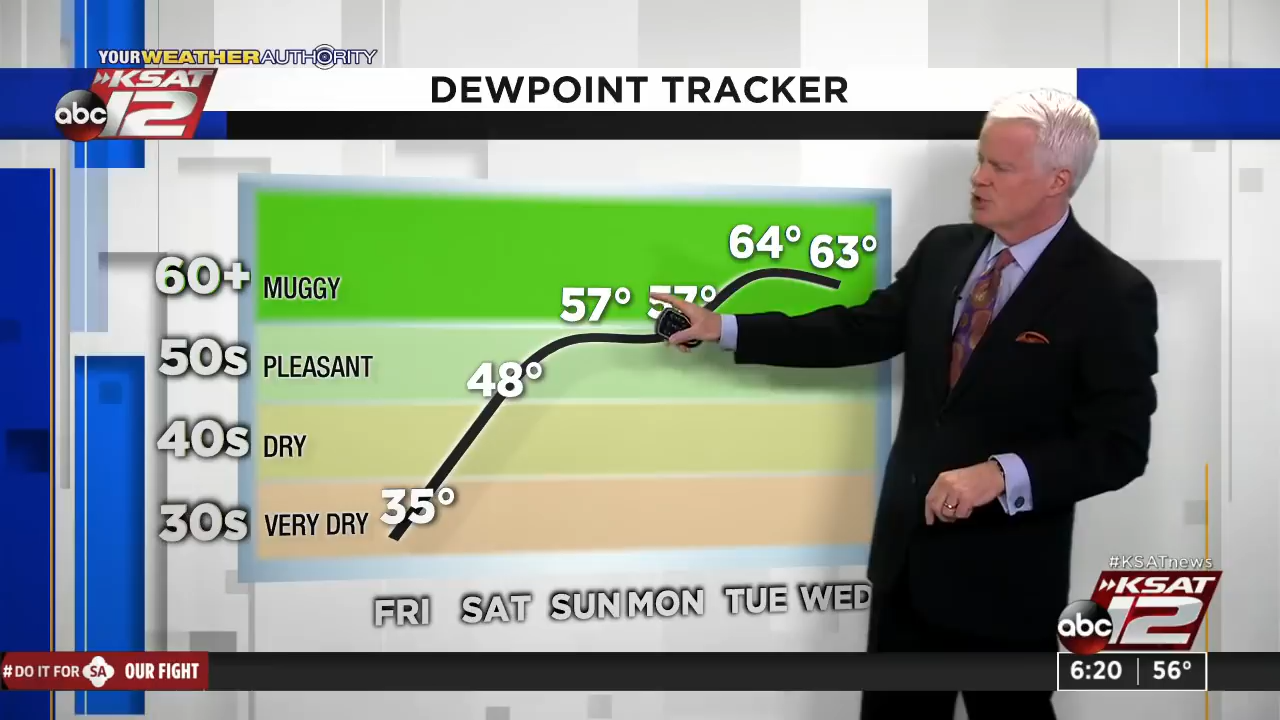 YOUR WEATHER AUTHORITY
KSAT
abc 12
DEWPOINT TRACKER
64° 63°
60+ MUGGY
57° 57°
50s PLEASANT
48°
40s DRY
35°
30s VERY DRY
FRI SAT SUN MON TUE WED
#KSATnews
KSAT
abc 12
#DO IT FOR SA OUR FIGHT
6:20 56°